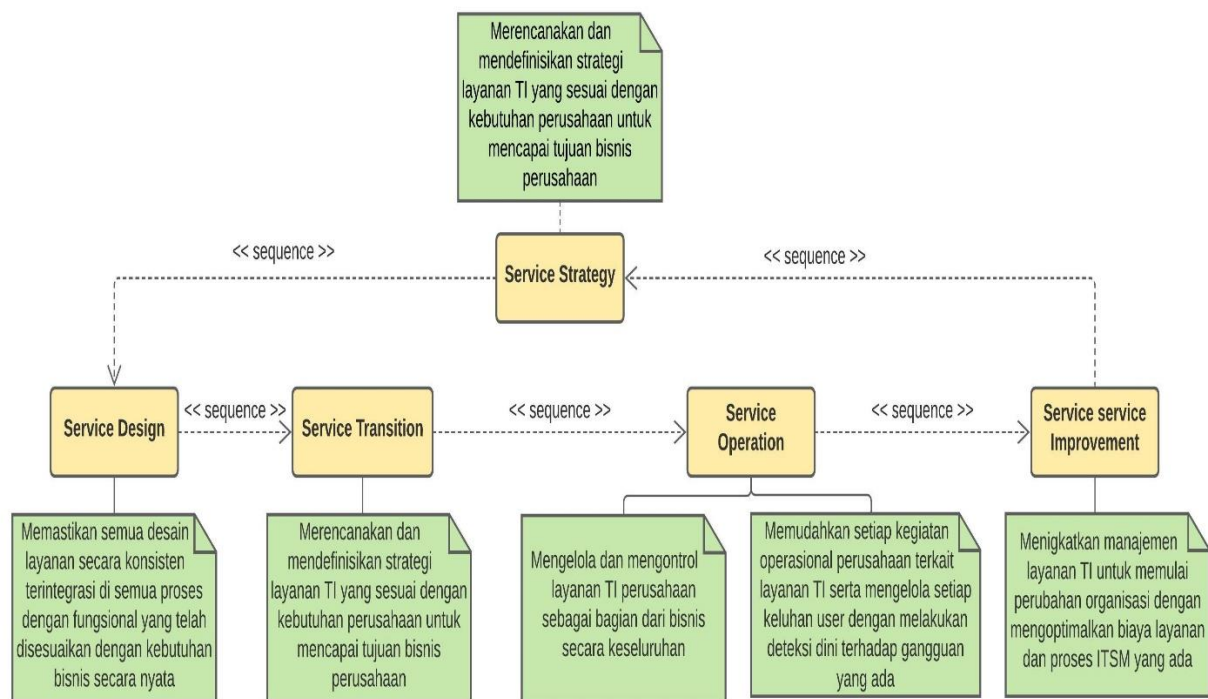 Merencanakan dan
mendefinisikan strategi
layanan TI yang sesuai dengan
kebutuhan perusahaan untuk
mencapai tujuan bisnis
perusahaan
<< sequence >>
<< sequence >>
Service Strategy
<< sequence >>
<< sequence >>
<< sequence >>
Service Design
Service Transition
Service
Operation
Service service
Improvement
Memastikan semua desain
layanan secara konsisten
terintegrasi di semua proses
dengan fungsional yang telah
disesuaikan dengan kebutuhan
bisnis secara nyata
Merencanakan dan
mendefinisikan strategi
layanan TI yang sesuai dengan
kebutuhan perusahaan untuk
mencapai tujuan bisnis
perusahaan
Mengelola dan mengontrol
layanan TI perusahaan
sebagai bagian dari bisnis
secara keseluruhan
Memudahkan setiap kegiatan
operasional perusahaan terkait
layanan TI serta mengelola setiap
keluhan user dengan melakukan
deteksi dini terhadap gangguan
yang ada
Menigkatkan manajemen
layanan TI untuk memulai
perubahan organisasi dengan
mengoptimalkan biaya layanan
dan proses ITSM yang ada